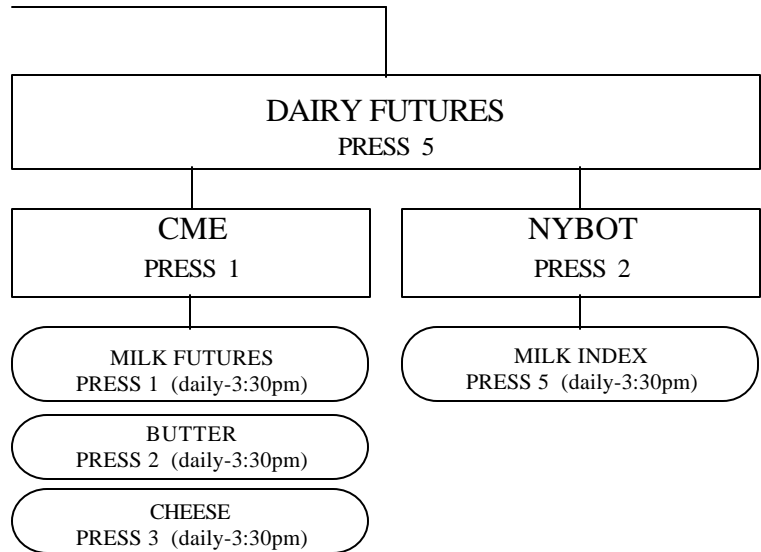 DAIRY FUTURES
PRESS 5
CME
PRESS 1
NYBOT
PRESS 2
MILK FUTURES
PRESS 1 (daily-3:30pm)
MILK INDEX
PRESS 5 (daily-3:30pm)
BUTTER
PRESS 2 (daily-3:30pm)
CHEESE
PRESS 3 (daily-3:30pm)